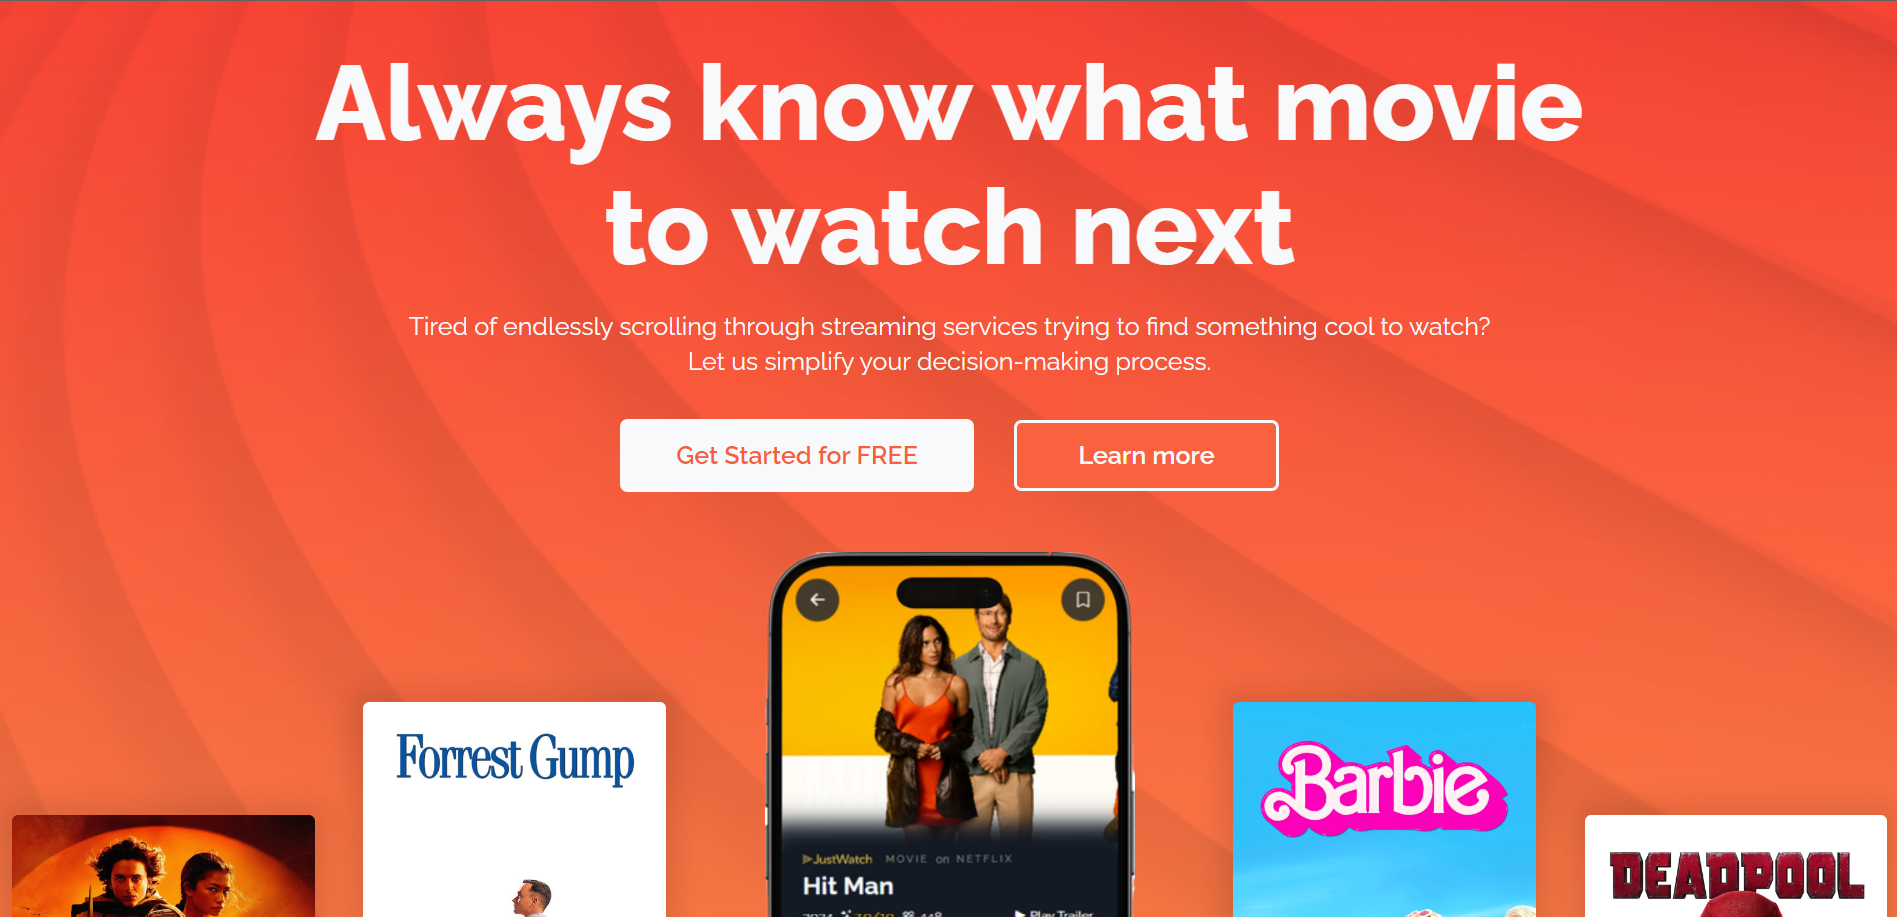 Always know what movie
to watch next
Tired of endlessly scrolling through streaming services trying to find something cool to watch?
Let us simplify your decision-making process.
Get Started for FREE
Learn more
Forrest Gump
Barbie
DEADPOOL
JustWatch MOVIE on NETFLIX
Hit Man
Play Trailer